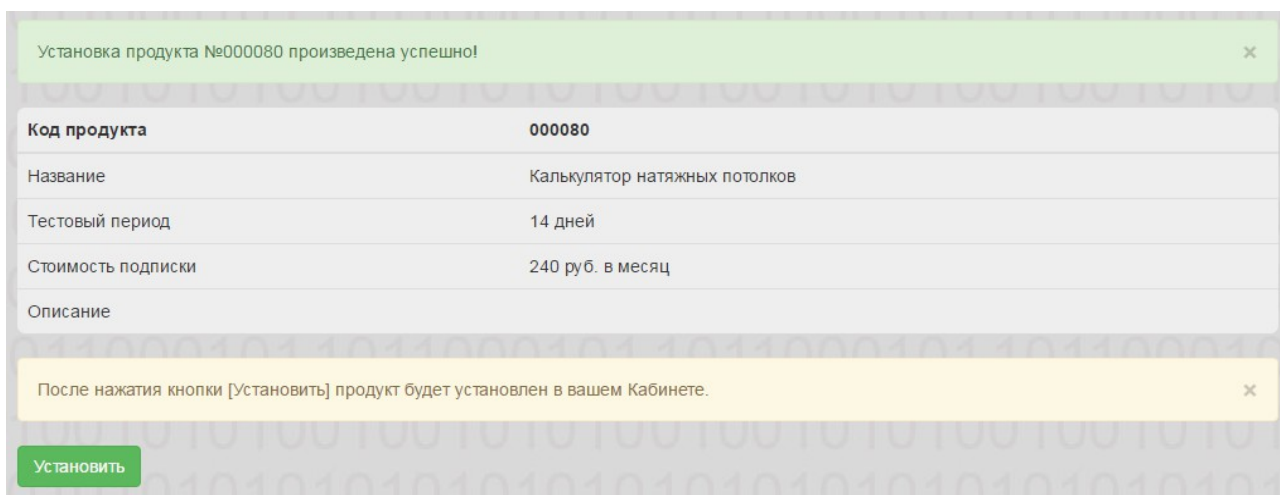 Установка продукта №000080 произведена успешно!
×
Код продукта 000080
Название Калькулятор натяжных потолков
Тестовый период 14 дней
Стоимость подписки 240 руб. в месяц
Описание
После нажатия кнопки [Установить] продукт будет установлен в вашем Кабинете.
×
Установить